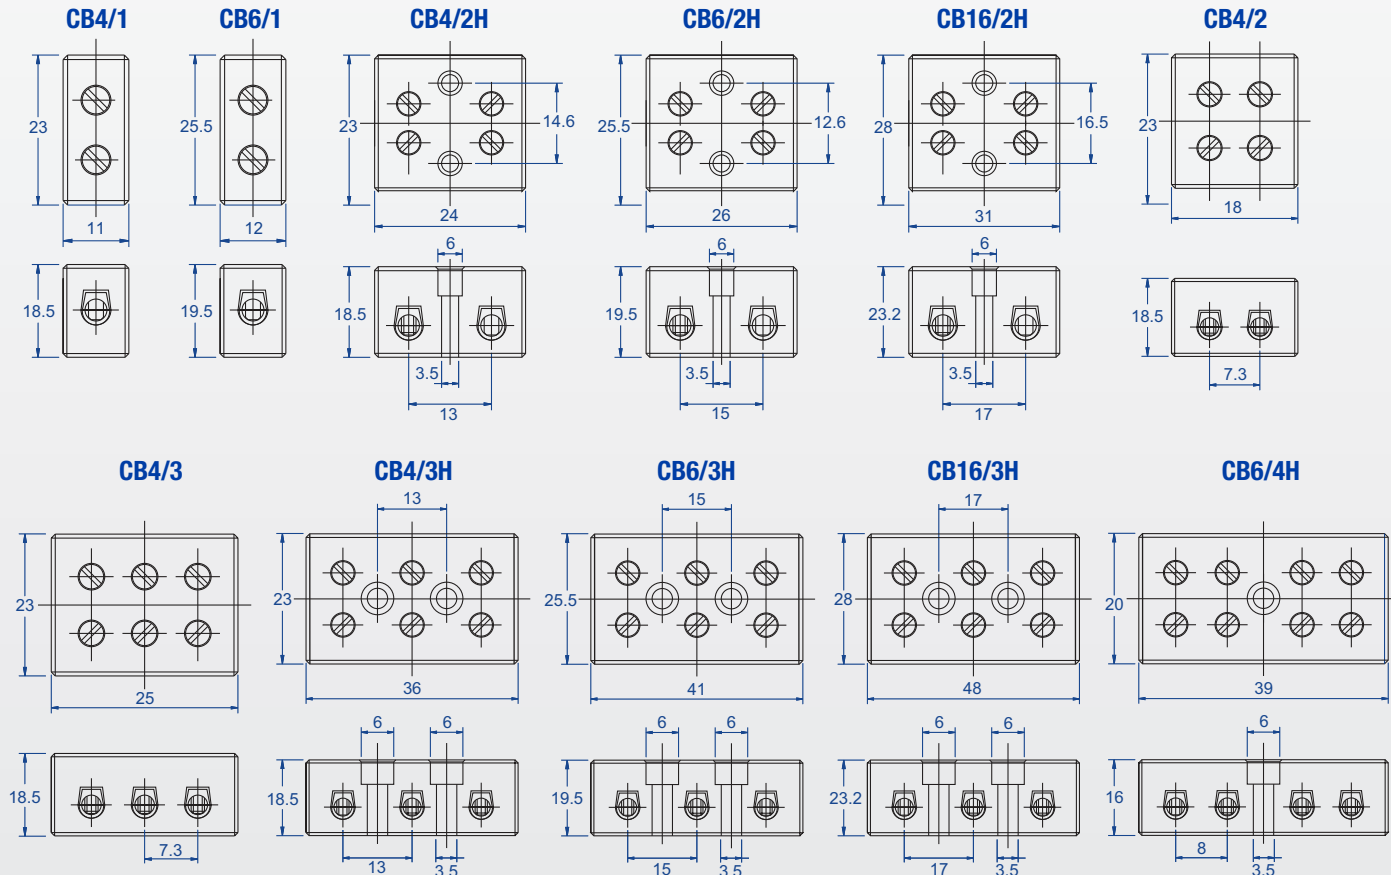 CB4/1 CB6/1 CB4/2H CB6/2H CB16/2H CB4/2
23 25.5 23 14.6 25.5 12.6 28 16.5 23
11 12 24 26 31 18
6 6 6
18.5 19.5 18.5 19.5 23.2 18.5
3.5 3.5 3.5 7.3
13 15 17
CB4/3 CB4/3H CB6/3H CB16/3H CB6/4H
13 15 17
23 23 25.5 28 20
25 36 41 48 39
6 6 6 6 6 6 6
18.5 18.5 19.5 23.2 16
7.3 13 3.5 15 3.5 17 3.5 8 3.5